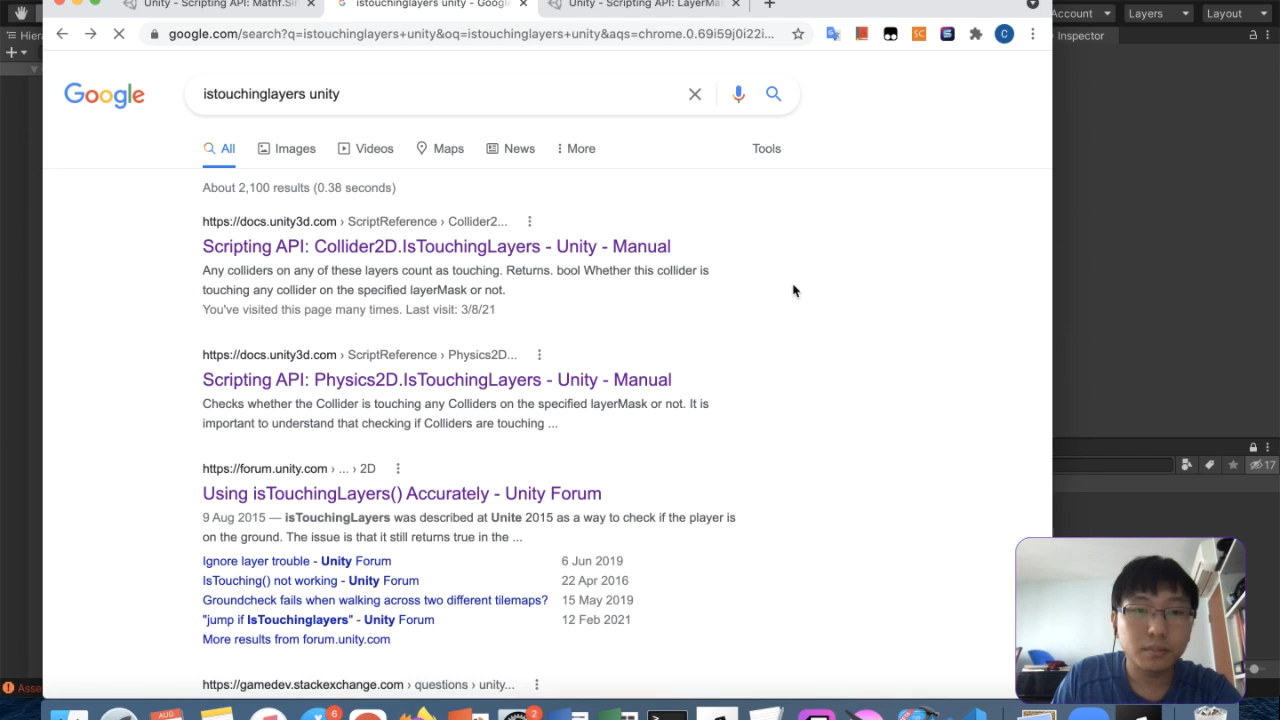 Unity - Scripting API: Mathf.Sin
istouchinglayers unity - Google
Unity - Scripting API: LayerMas
Account
Layers
Layout
google.com/search?q=istouchinglayers+unity&oq=istouchinglayers+unity&aqs=chrome.0.69i59j0i22i...
SC
C
Hiera
Inspector
Google
istouchinglayers unity
All
Images
Videos
Maps
News
More
Tools
About 2,100 results (0.38 seconds)
https://docs.unity3d.com › ScriptReference › Collider2...
Scripting API: Collider2D.IsTouchingLayers - Unity - Manual
Any colliders on any of these layers count as touching. Returns. bool Whether this collider is
touching any collider on the specified layerMask or not.
You've visited this page many times. Last visit: 3/8/21
https://docs.unity3d.com › ScriptReference › Physics2D...
Scripting API: Physics2D.IsTouchingLayers - Unity - Manual
Checks whether the Collider is touching any Colliders on the specified layerMask or not. It is
important to understand that checking if Colliders are touching ...
17
https://forum.unity.com › ... › 2D
Using isTouchingLayers() Accurately - Unity Forum
9 Aug 2015 — isTouchingLayers was described at Unite 2015 as a way to check if the player is
on the ground. The issue is that it still returns true in the ...
Ignore layer trouble - Unity Forum 6 Jun 2019
IsTouching() not working - Unity Forum 22 Apr 2016
Groundcheck fails when walking across two different tilemaps? 15 May 2019
"jump if IsTouchinglayers" - Unity Forum 12 Feb 2021
More results from forum.unity.com
https://gamedev.stackexchange.com › questions › unity...
Asse
AUG
6
2